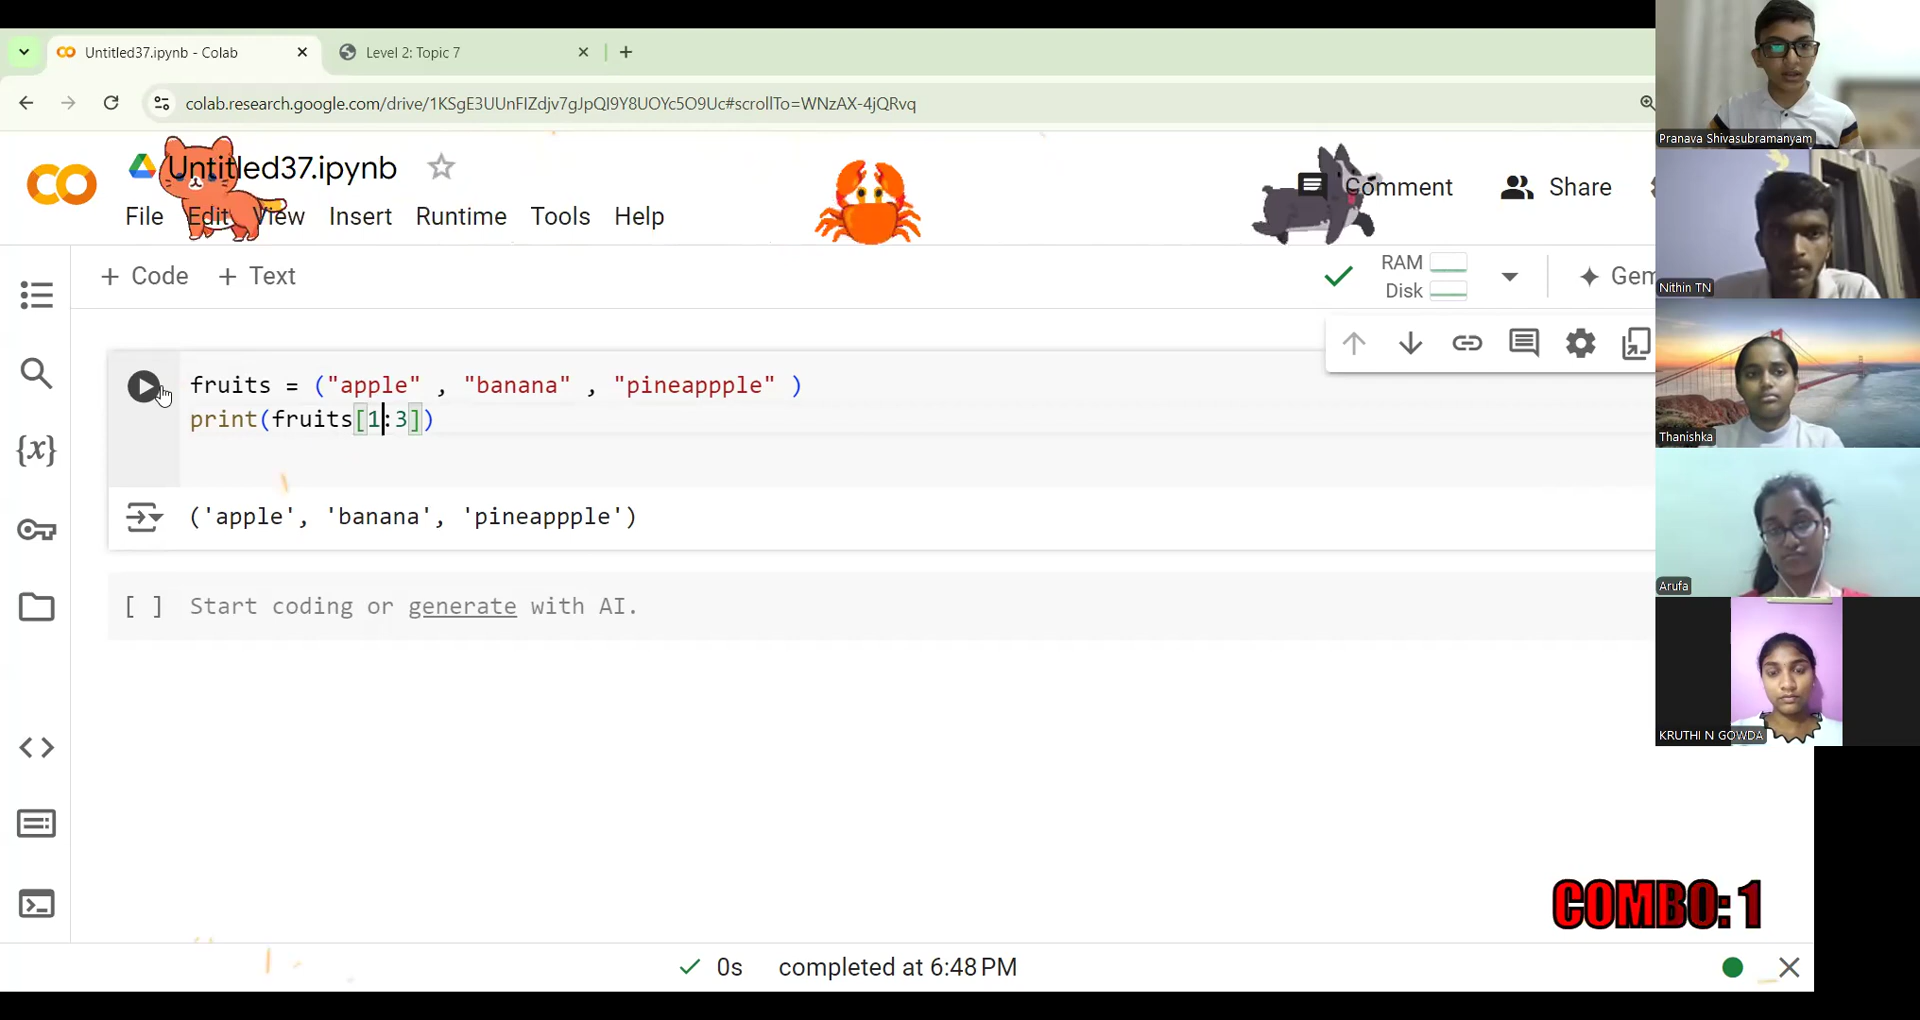 Untitled37.ipynb - Colab
Level 2: Topic 7
colab.research.google.com/drive/1KSgE3UUnFIZdjv7gJpQI9Y8UOYc5O9Uc#scrollTo=WNzAX-4jQRvq
Untitled37.ipynb
Comment
Share
File Edit View Insert Runtime Tools Help
+ Code + Text
RAM
Disk
Gem
fruits = ("apple" , "banana" , "pineappple" )
print(fruits[1:3])
('apple', 'banana', 'pineappple')
[ ] Start coding or generate with AI.
{x}
COMBO: 1
0s completed at 6:48 PM
Pranava Shivasubramanyam
Nithin TN
Thanishka
Arufa
KRUTHI N GOWDA